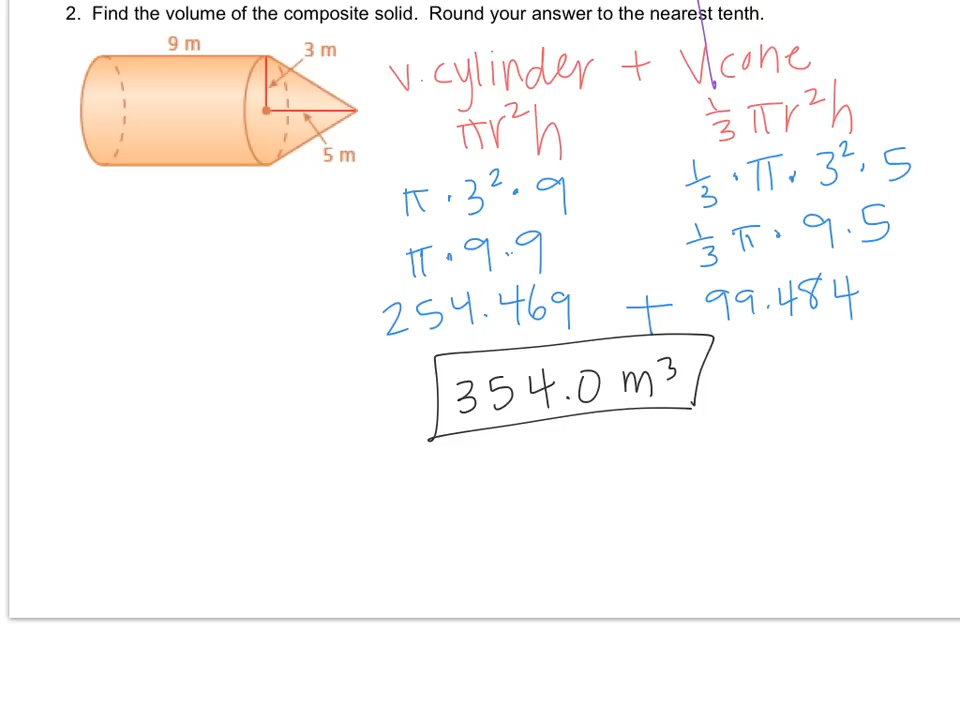 2. Find the volume of the composite solid. Round your answer to the nearest tenth.
9 m
3 m
5 m
V. cylinder + V. cone
πr²h 1/3 πr²h
π · 3² · 9 1/3 · π · 3² · 5
π · 9 · 9 1/3 π · 9 · 5
254.469 + 99.484
354.0 m³